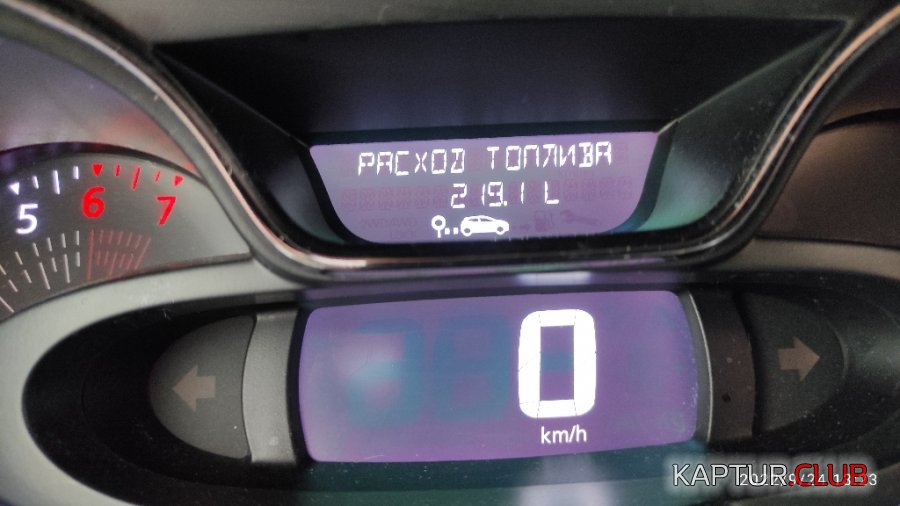 РАСХОД ТОПЛИВА
219.1 L
5 6 7
0
km/h
KAPTUR.CLUB